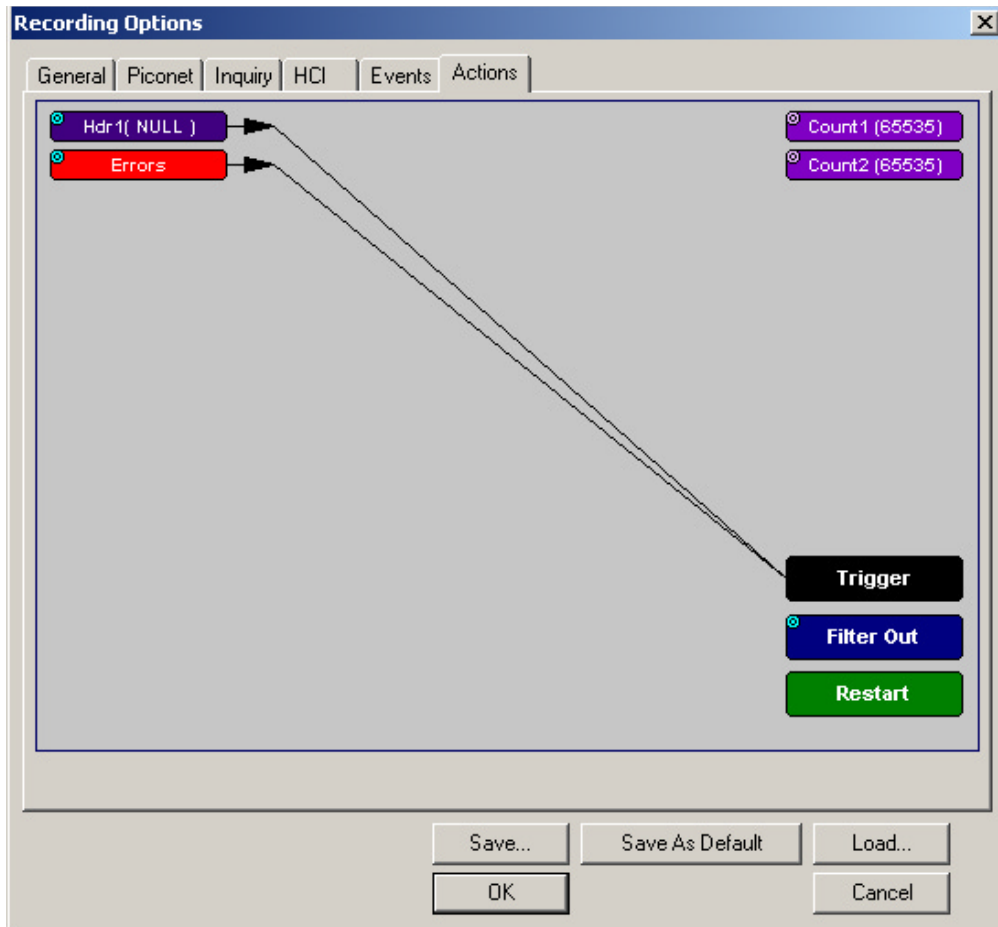 Recording Options
General Piconet Inquiry HCI Events Actions
Hdr1( NULL )
Count1 (65535)
Errors
Count2 (65535)
Trigger
Filter Out
Restart
Save... Save As Default Load...
OK Cancel